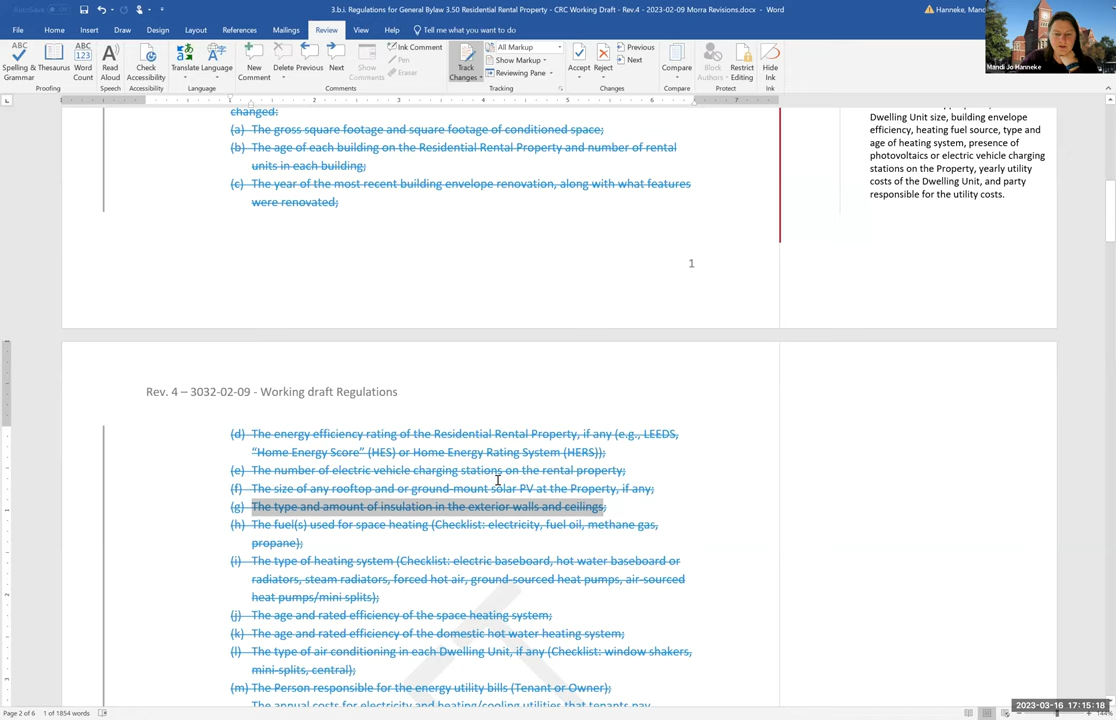 AutoSave
3.b.i. Regulations for General Bylaw 3.50 Residential Rental Property - CRC Working Draft - Rev.4 - 2023-02-09 Morra Revisions.docx - Word
Hanneke, Mand
File Home Insert Draw Design Layout References Mailings Review View Help Tell me what you want to do
Spelling & Grammar
Thesaurus
Word Count
Read Aloud
Check Accessibility
Translate
Language
New Comment
Delete
Previous
Next
Show Comments
Ink Comment
Pen
Eraser
Track Changes
All Markup
Show Markup
Reviewing Pane
Accept
Reject
Previous
Next
Compare
Block Authors
Restrict Editing
Hide Ink
Proofing
Speech
Accessibility
Language
Comments
Tracking
Changes
Compare
Protect
Ink
Mandi Jo Hanneke
changed:
(a) The gross square footage and square footage of conditioned space;
(b) The age of each building on the Residential Rental Property and number of rental
units in each building;
(c) The year of the most recent building envelope renovation, along with what features
were renovated;
1
Dwelling Unit size, building envelope
efficiency, heating fuel source, type and
age of heating system, presence of
photovoltaics or electric vehicle charging
stations on the Property, yearly utility
costs of the Dwelling Unit, and party
responsible for the utility costs.
Rev. 4 – 3032-02-09 - Working draft Regulations
(d) The energy efficiency rating of the Residential Rental Property, if any (e.g., LEEDS,
“Home Energy Score” (HES) or Home Energy Rating System (HERS));
(e) The number of electric vehicle charging stations on the rental property;
(f) The size of any rooftop and or ground-mount solar PV at the Property, if any;
(g) The type and amount of insulation in the exterior walls and ceilings;
(h) The fuel(s) used for space heating (Checklist: electricity, fuel oil, methane gas,
propane);
(i) The type of heating system (Checklist: electric baseboard, hot water baseboard or
radiators, steam radiators, forced hot air, ground-sourced heat pumps, air-sourced
heat pumps/mini splits);
(j) The age and rated efficiency of the space heating system;
(k) The age and rated efficiency of the domestic hot water heating system;
(l) The type of air conditioning in each Dwelling Unit, if any (Checklist: window shakers,
mini-splits, central);
(m) The Person responsible for the energy utility bills (Tenant or Owner);
The annual costs for electricity and heating/cooling utilities that tenants pay
Page 2 of 6 1 of 1854 words
2023-03-16 17:15:18
144%